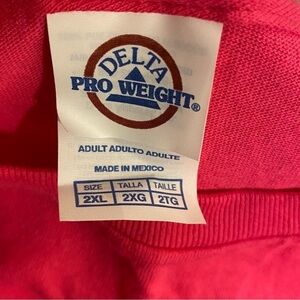 DELTA
PRO WEIGHT®
ADULT ADULTO ADULTE
MADE IN MEXICO
SIZE TALLA TAILLE
2XL 2XG 2TG